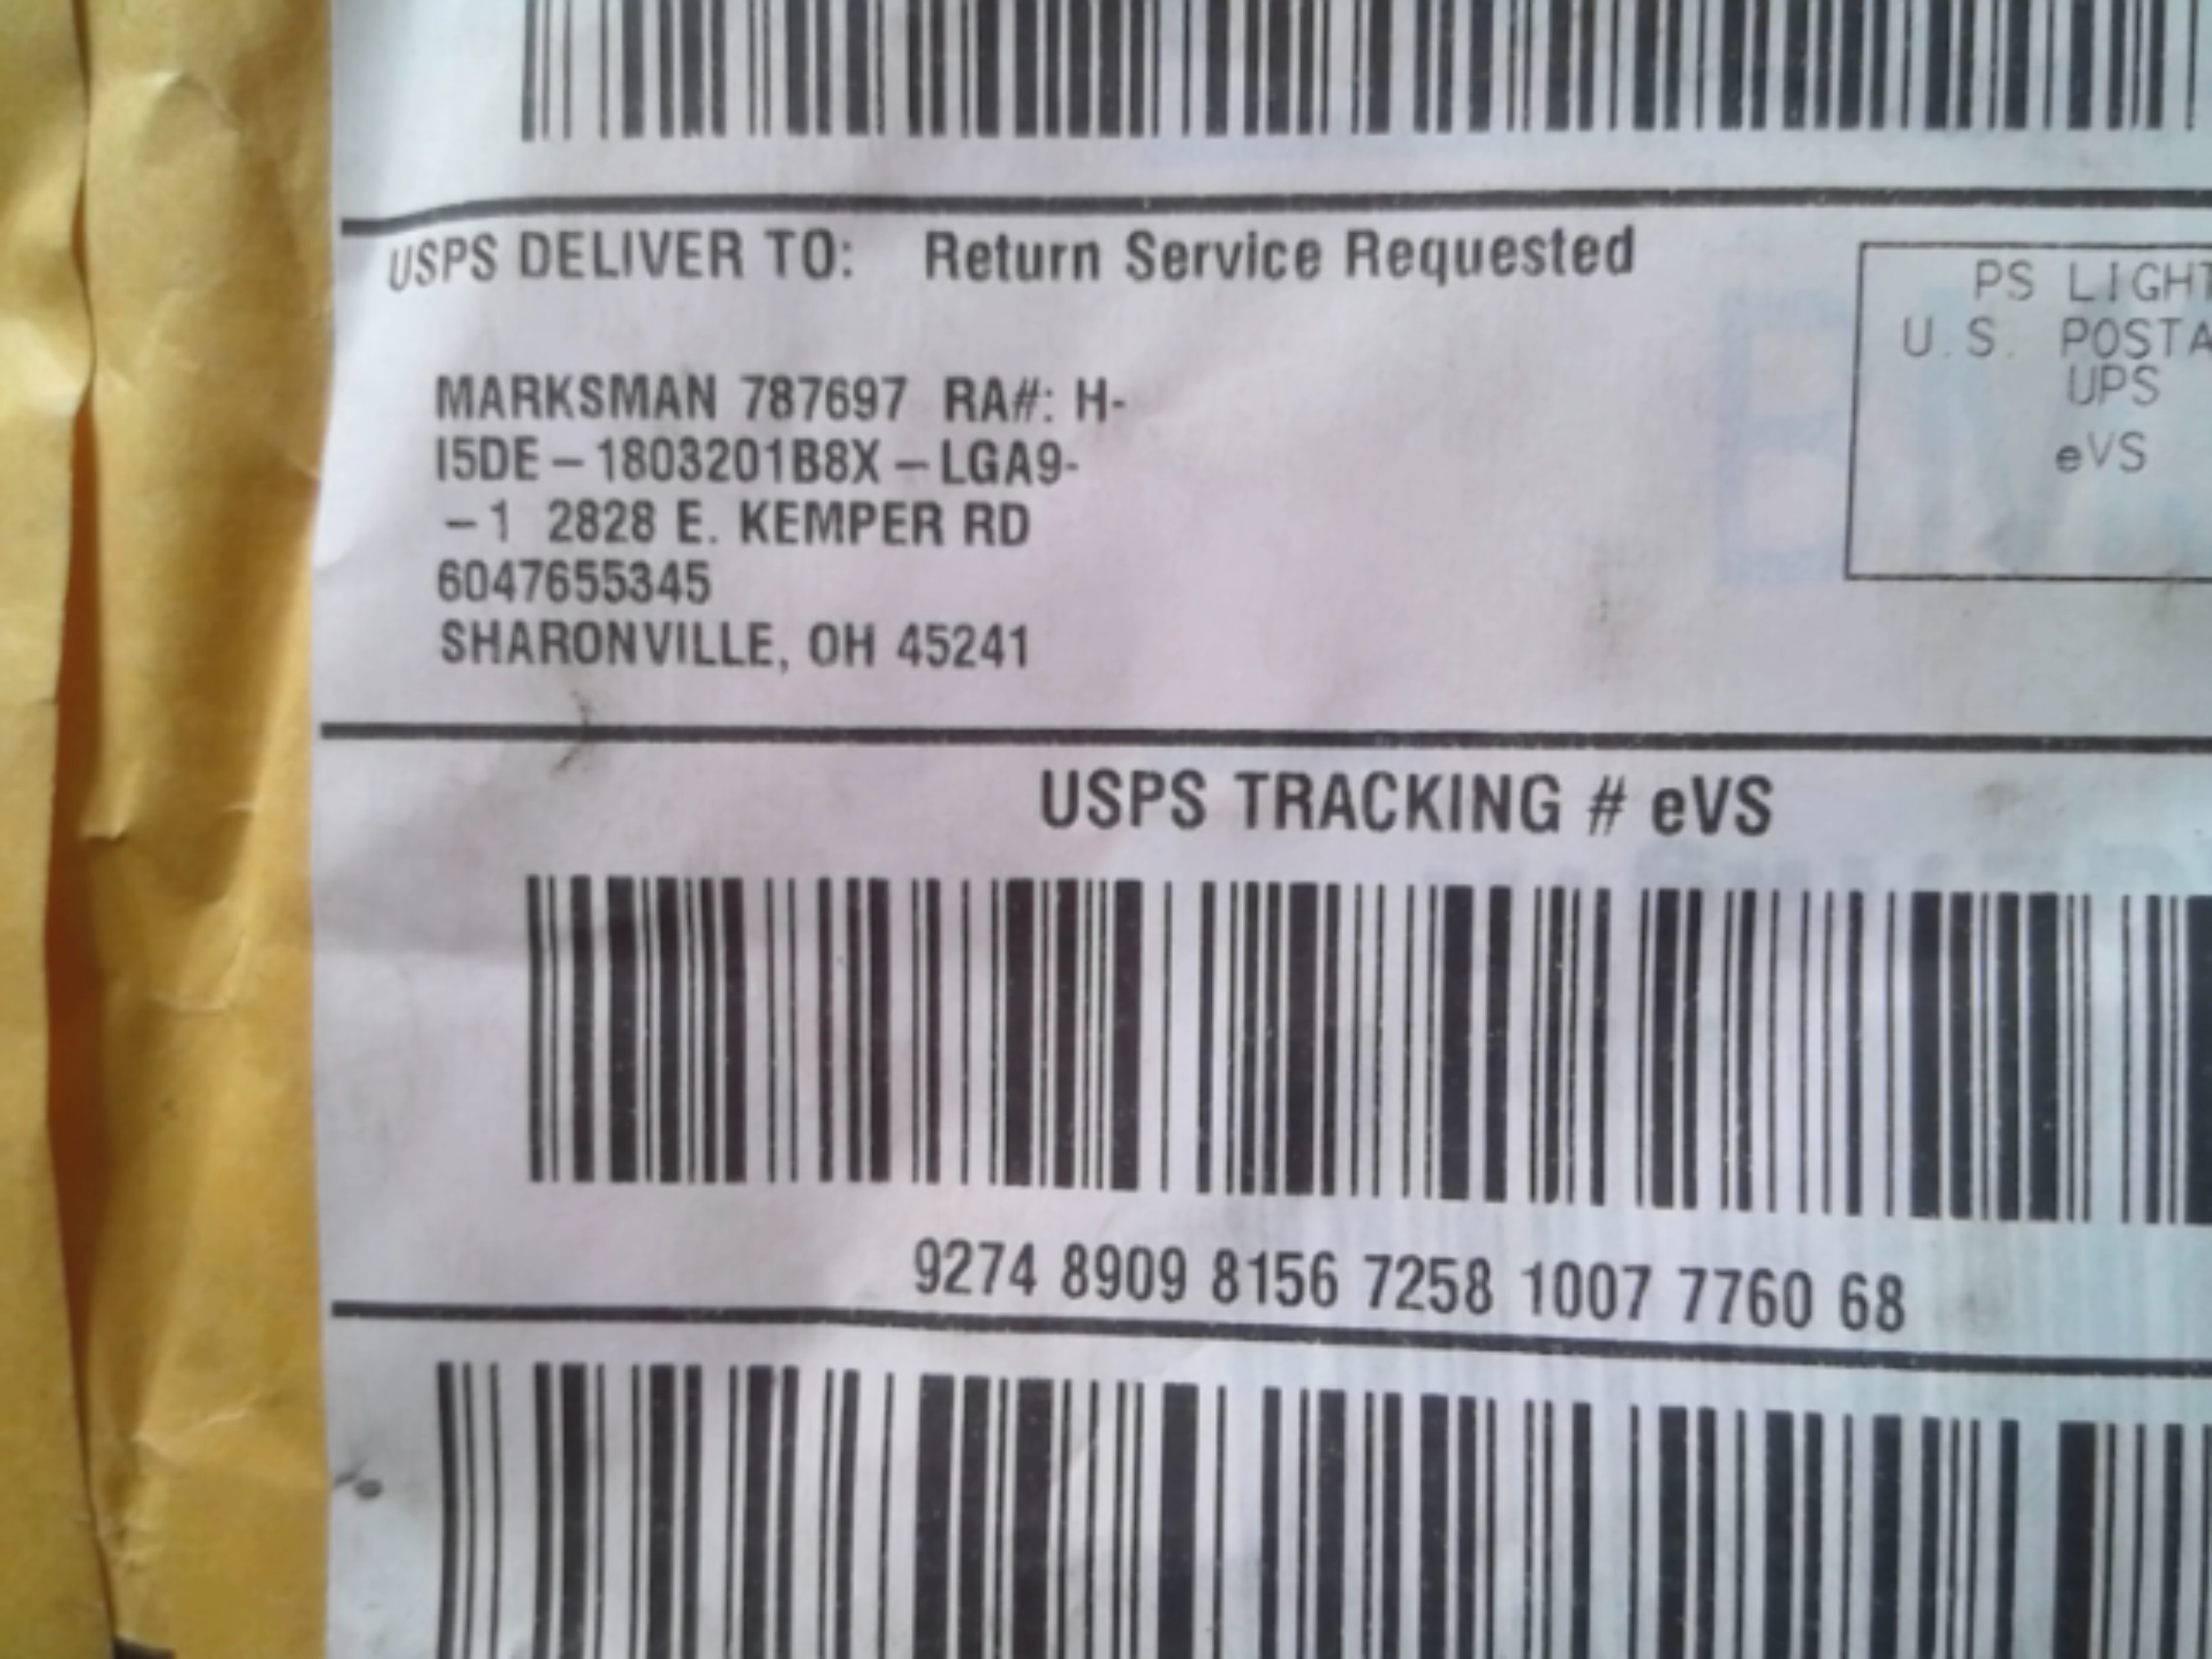 USPS DELIVER TO: Return Service Requested
PS LIGHT
U.S. POSTA
UPS
eVS
MARKSMAN 787697 RA#: H-
I5DE – 1803201B8X – LGA9-
– 1 2828 E. KEMPER RD
6047655345
SHARONVILLE, OH 45241
USPS TRACKING # eVS
9274 8909 8156 7258 1007 7760 68